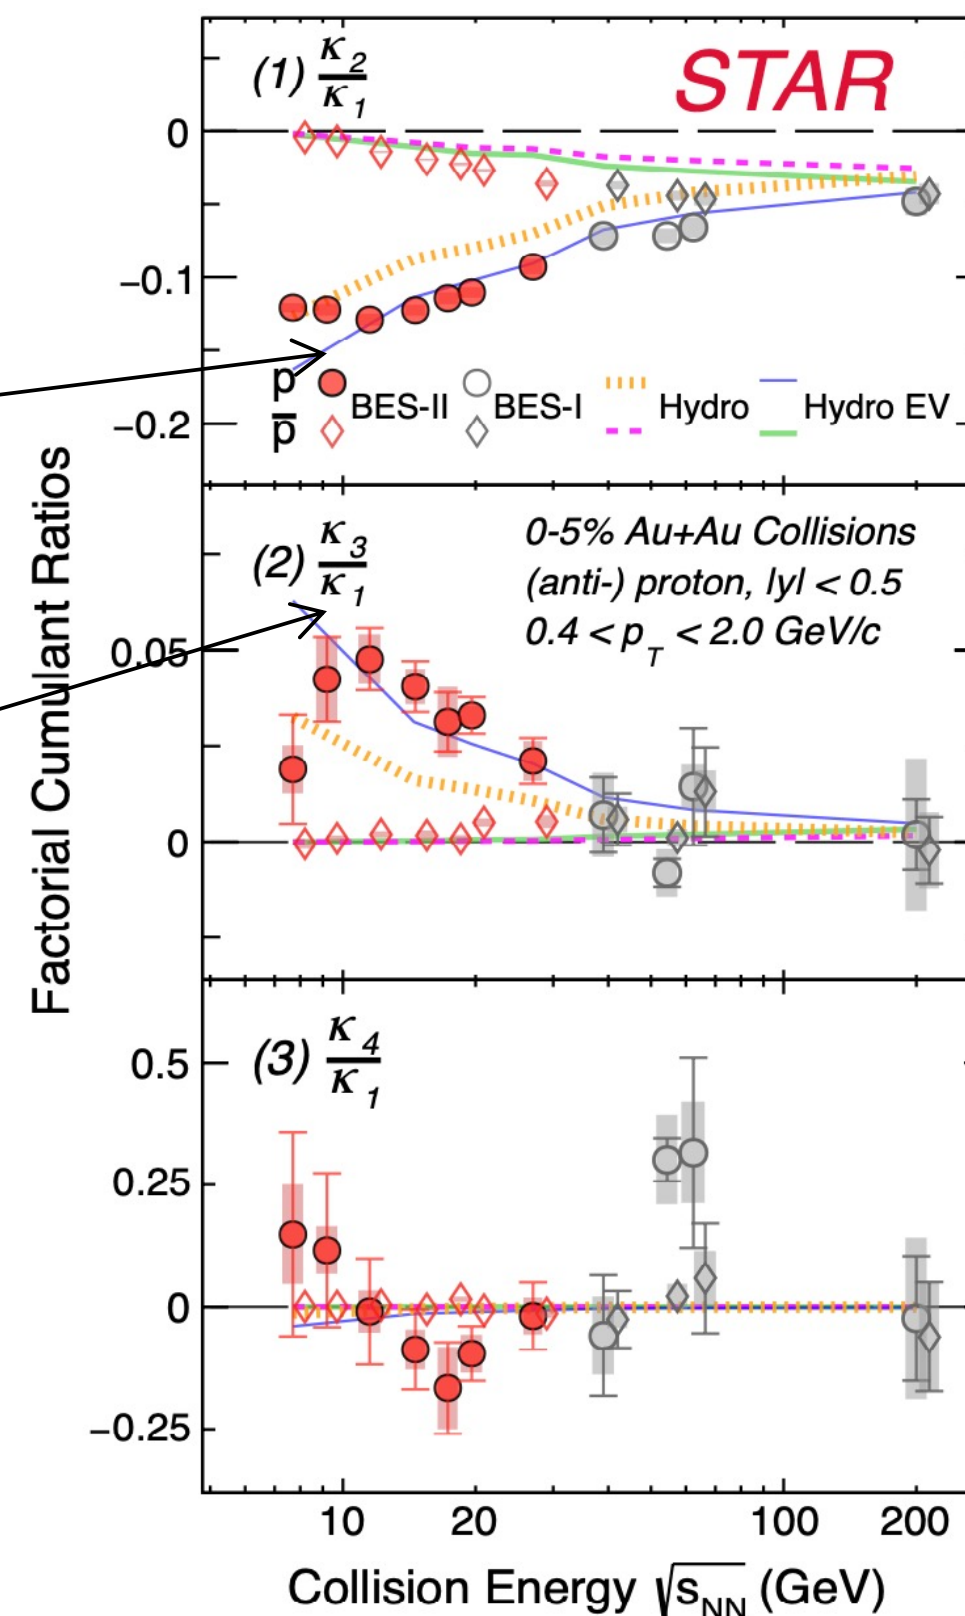 (1) κ2/κ1
STAR
0
−0.1
−0.2
p BES-II BES-I Hydro Hydro EV
p̅
Factorial Cumulant Ratios
(2) κ3/κ1
0-5% Au+Au Collisions
(anti-) proton, lyl < 0.5
0.4 < pT < 2.0 GeV/c
0.05
0
(3) κ4/κ1
0.5
0.25
0
−0.25
10 20 100 200
Collision Energy √sNN (GeV)